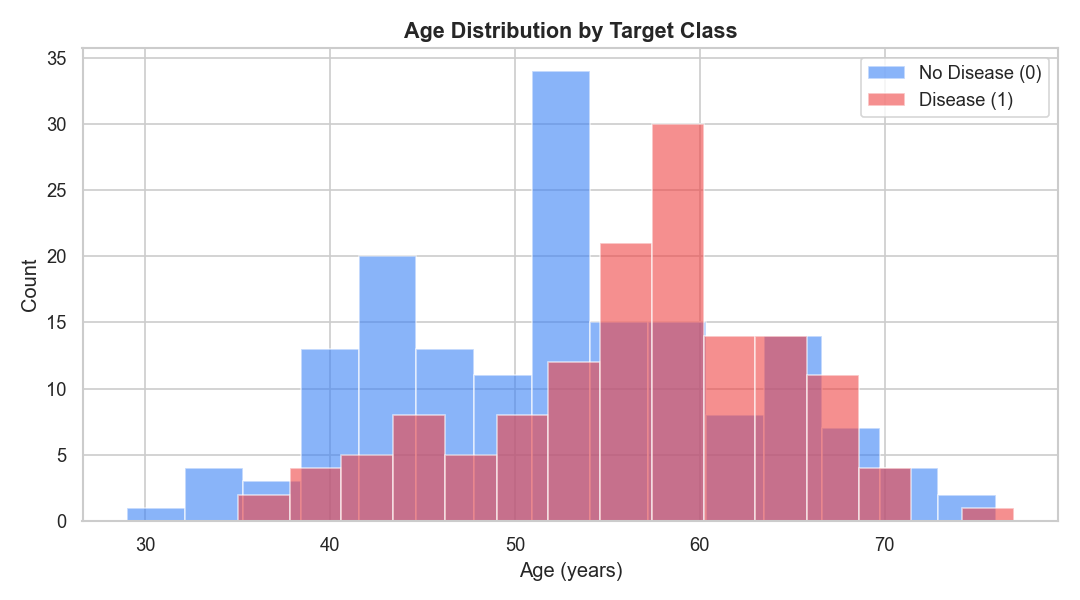 Age Distribution by Target Class
No Disease (0)
Disease (1)
Count
35
30
25
20
15
10
5
0
30 40 50 60 70
Age (years)